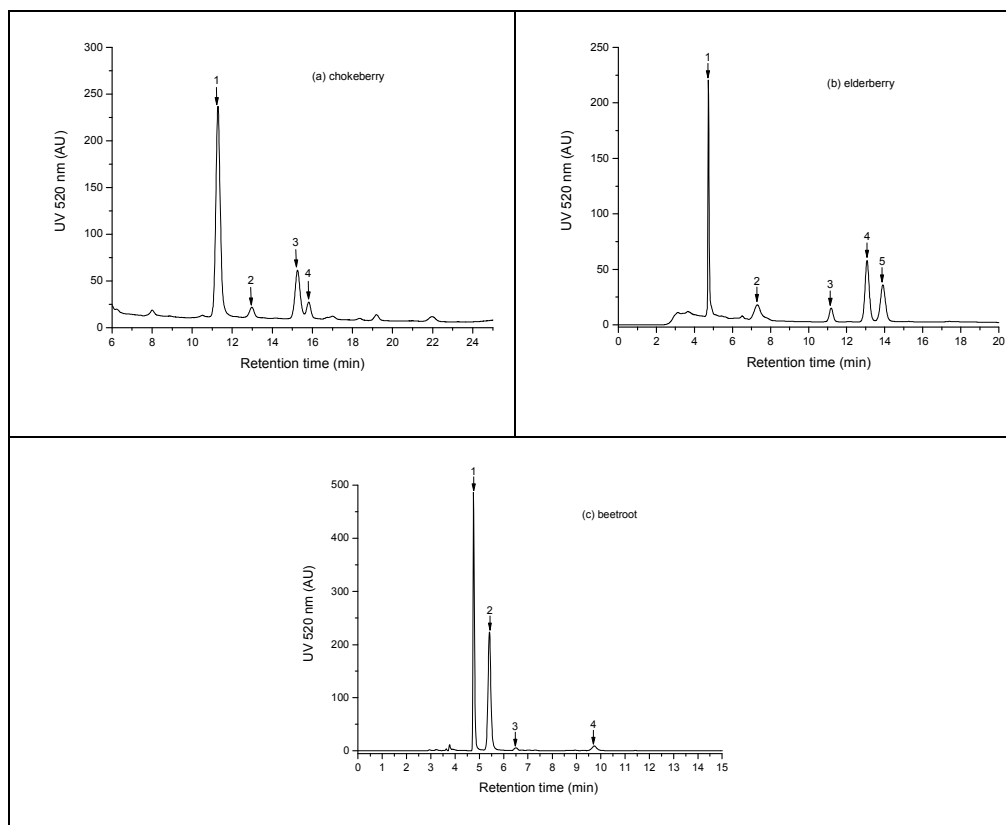 (a) chokeberry
UV 520 nm (AU)
300
250
200
150
100
50
0
1
2
3
4
6 8 10 12 14 16 18 20 22 24
Retention time (min)
(b) elderberry
UV 520 nm (AU)
250
200
150
100
50
0
1
2
3
4
5
0 2 4 6 8 10 12 14 16 18 20
Retention time (min)
(c) beetroot
UV 520 nm (AU)
500
400
300
200
100
0
1
2
3
4
0 1 2 3 4 5 6 7 8 9 10 11 12 13 14 15
Retention time (min)